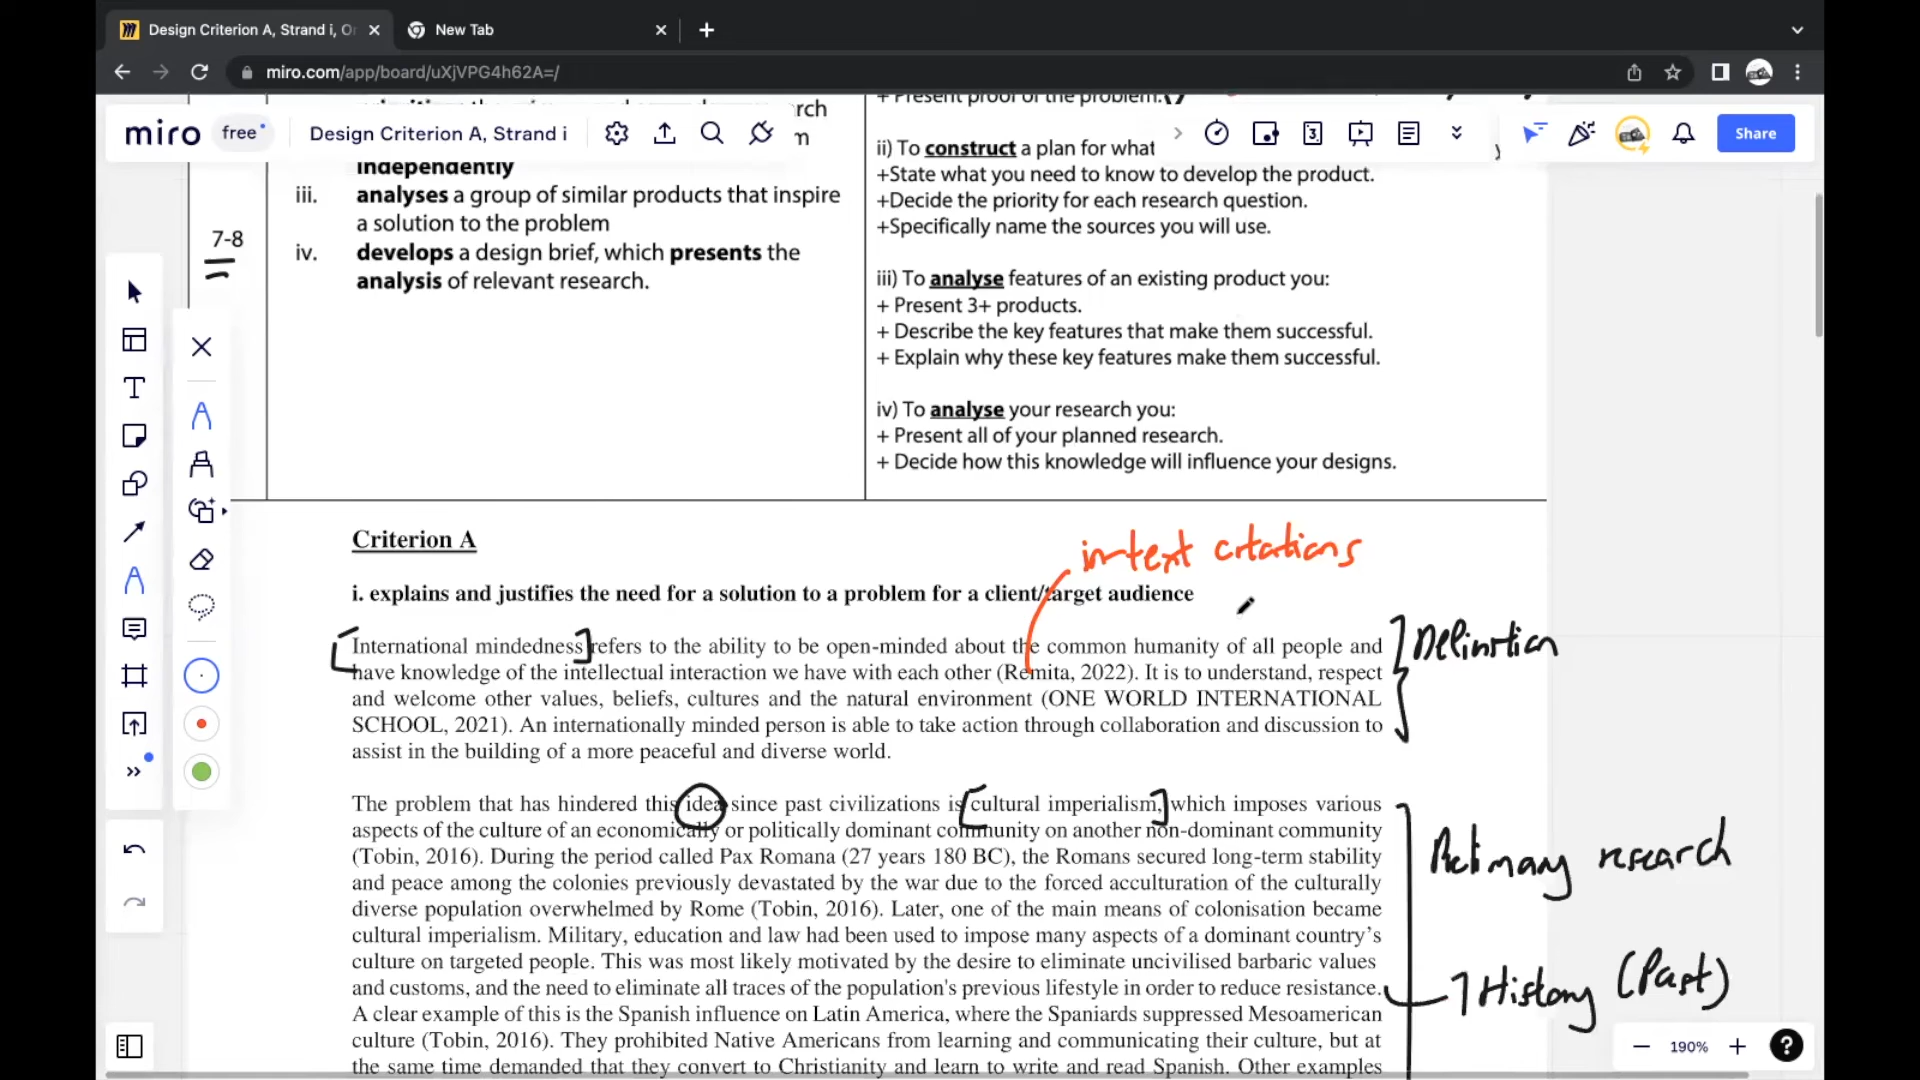 Design Criterion A, Strand i, Or
New Tab
miro.com/app/board/uXjVPG4h62A=/
miro
free
Design Criterion A, Strand i
3
Share
rch
m
independently
iii. analyses a group of similar products that inspire
a solution to the problem
7-8
iv. develops a design brief, which presents the
analysis of relevant research.
+ Present proof of the problem.
ii) To construct a plan for what
y
+State what you need to know to develop the product.
+Decide the priority for each research question.
+Specifically name the sources you will use.
iii) To analyse features of an existing product you:
+ Present 3+ products.
+ Describe the key features that make them successful.
+ Explain why these key features make them successful.
iv) To analyse your research you:
+ Present all of your planned research.
+ Decide how this knowledge will influence your designs.
Criterion A
intext citations
i. explains and justifies the need for a solution to a problem for a client/target audience
International mindedness refers to the ability to be open-minded about the common humanity of all people and
have knowledge of the intellectual interaction we have with each other (Remita, 2022). It is to understand, respect
and welcome other values, beliefs, cultures and the natural environment (ONE WORLD INTERNATIONAL
SCHOOL, 2021). An internationally minded person is able to take action through collaboration and discussion to
assist in the building of a more peaceful and diverse world.
Definition
The problem that has hindered this idea since past civilizations is cultural imperialism, which imposes various
aspects of the culture of an economically or politically dominant community on another non-dominant community
(Tobin, 2016). During the period called Pax Romana (27 years 180 BC), the Romans secured long-term stability
and peace among the colonies previously devastated by the war due to the forced acculturation of the culturally
diverse population overwhelmed by Rome (Tobin, 2016). Later, one of the main means of colonisation became
cultural imperialism. Military, education and law had been used to impose many aspects of a dominant country's
culture on targeted people. This was most likely motivated by the desire to eliminate uncivilised barbaric values
and customs, and the need to eliminate all traces of the population's previous lifestyle in order to reduce resistance.
A clear example of this is the Spanish influence on Latin America, where the Spaniards suppressed Mesoamerican
culture (Tobin, 2016). They prohibited Native Americans from learning and communicating their culture, but at
the same time demanded that they convert to Christianity and learn to write and read Spanish. Other examples
research
History (Past)
190%